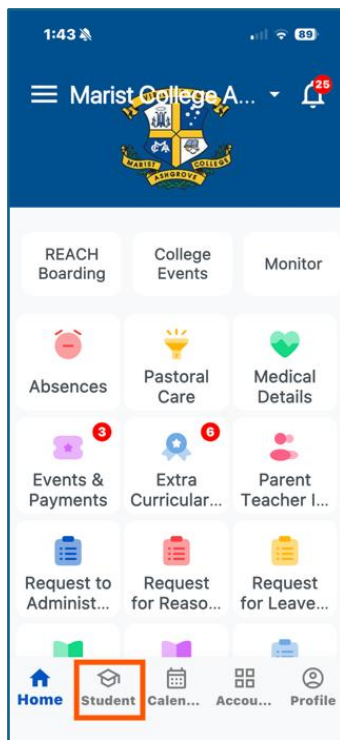 1:43
89
Marist College A...
25
VIRI
MARIST COLLEGE
ASHGROVE
REACH
Boarding
College
Events
Monitor
Absences
Pastoral
Care
Medical
Details
3
Events &
Payments
6
Extra
Curricular...
Parent
Teacher I...
Request to
Administ...
Request
for Reaso...
Request
for Leave...
Home
Student
Calen...
Accou...
Profile